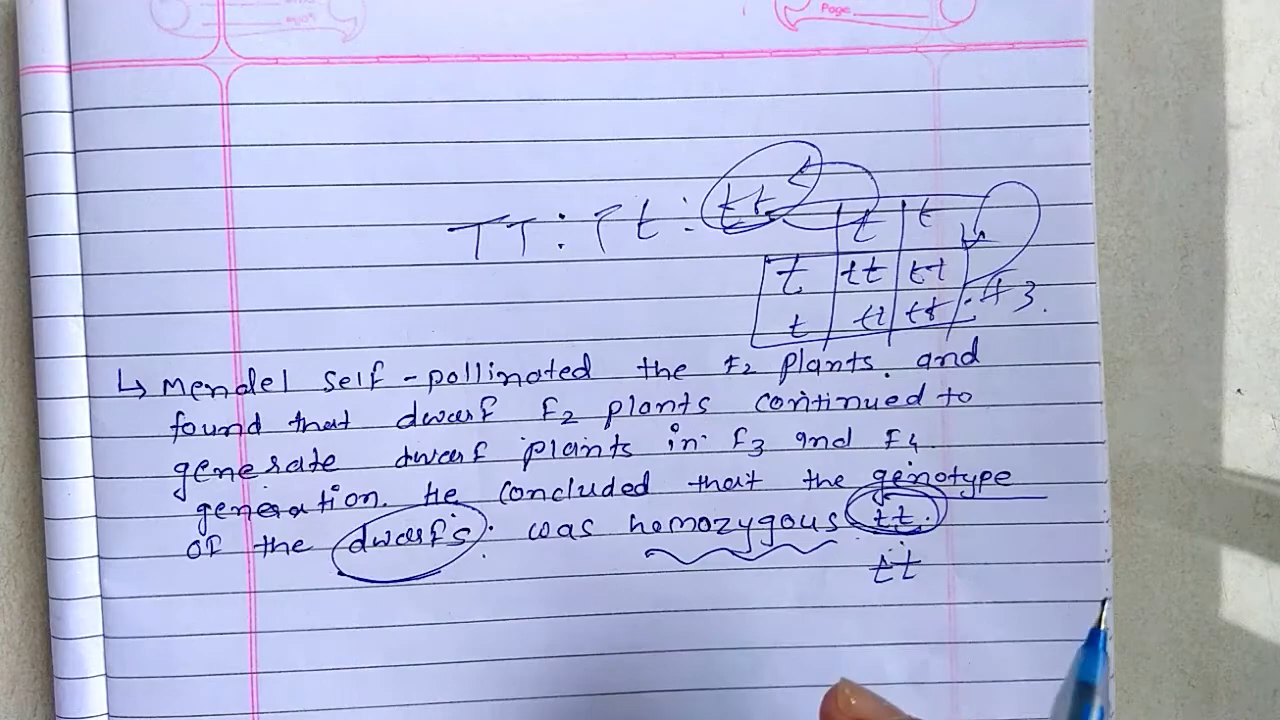 Page
TT : Tt : tt
t t
t tt tt
t tt tt
↳ Mendel self-pollinated the F2 plants. and
found that dwarf F2 plants continued to
generate dwarf plants in F3 and F4
generation. He concluded that the genotype
of the dwarfs. was homozygous tt.
tt